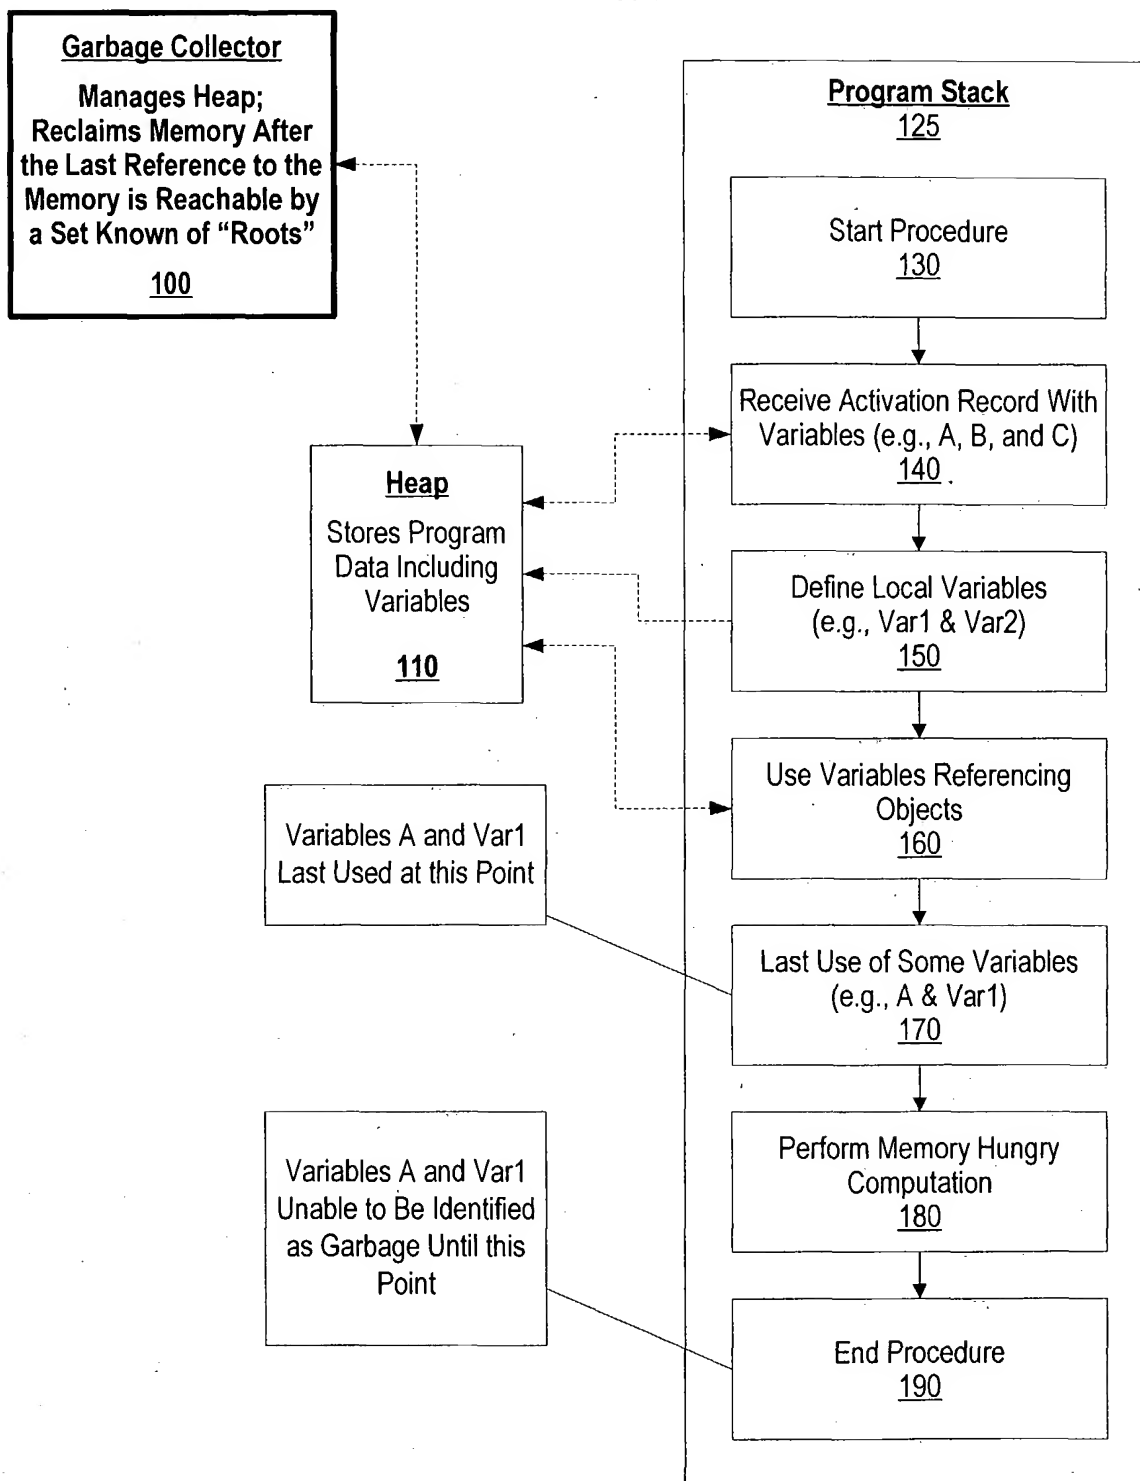 Garbage Collector
Manages Heap;
Reclaims Memory After
the Last Reference to the
Memory is Reachable by
a Set Known of “Roots”
100
Program Stack
125
Start Procedure
130
Receive Activation Record With
Variables (e.g., A, B, and C)
140
Heap
Stores Program
Data Including
Variables
110
Define Local Variables
(e.g., Var1 & Var2)
150
Use Variables Referencing
Objects
160
Variables A and Var1
Last Used at this Point
Last Use of Some Variables
(e.g., A & Var1)
170
Perform Memory Hungry
Computation
180
Variables A and Var1
Unable to Be Identified
as Garbage Until this
Point
End Procedure
190